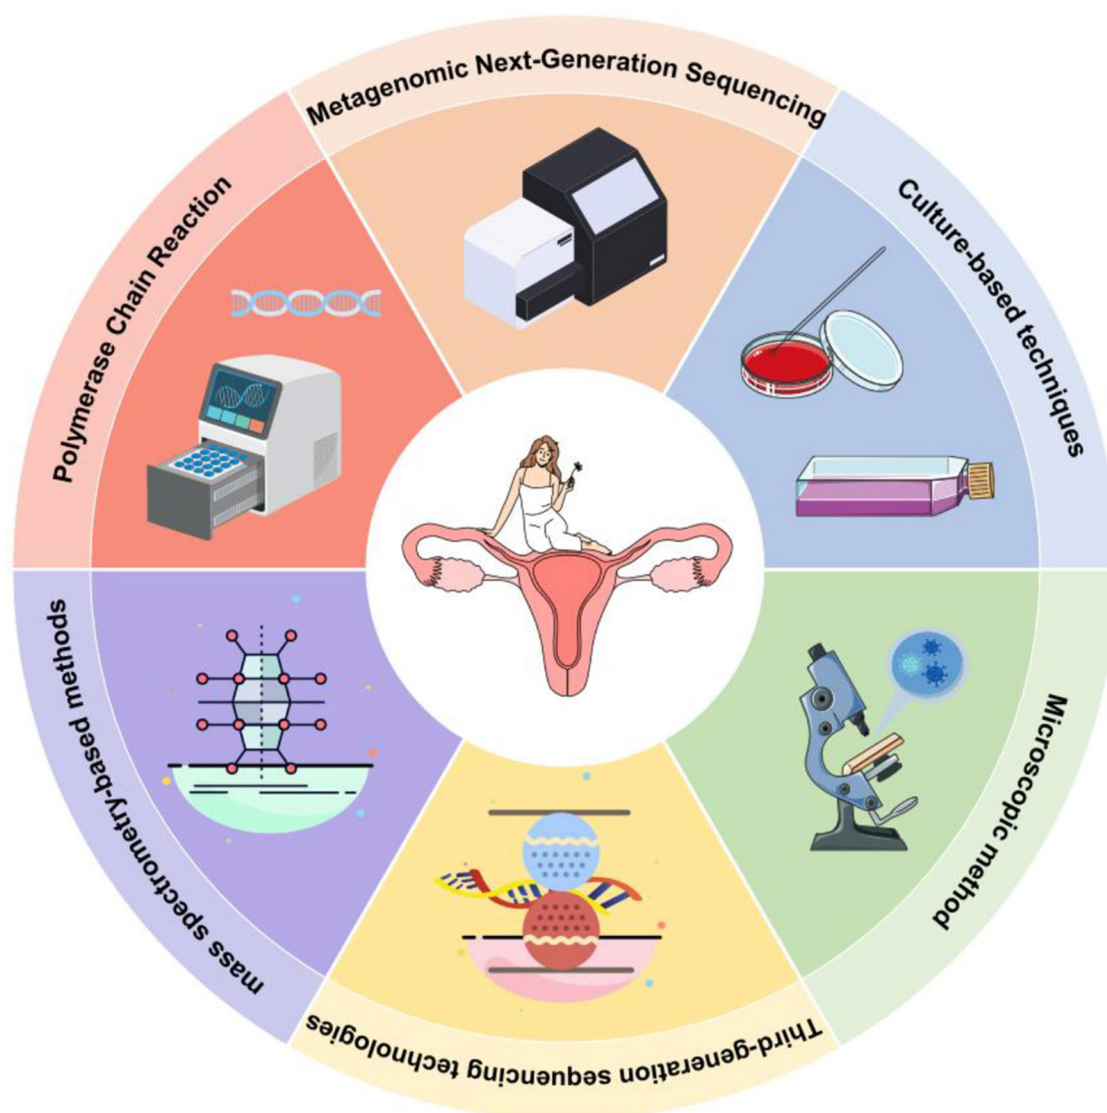 Metagenomic Next-Generation Sequencing
Culture-based techniques
Microscopic method
Third-generation sequencing technologies
mass spectrometry-based methods
Polymerase Chain Reaction